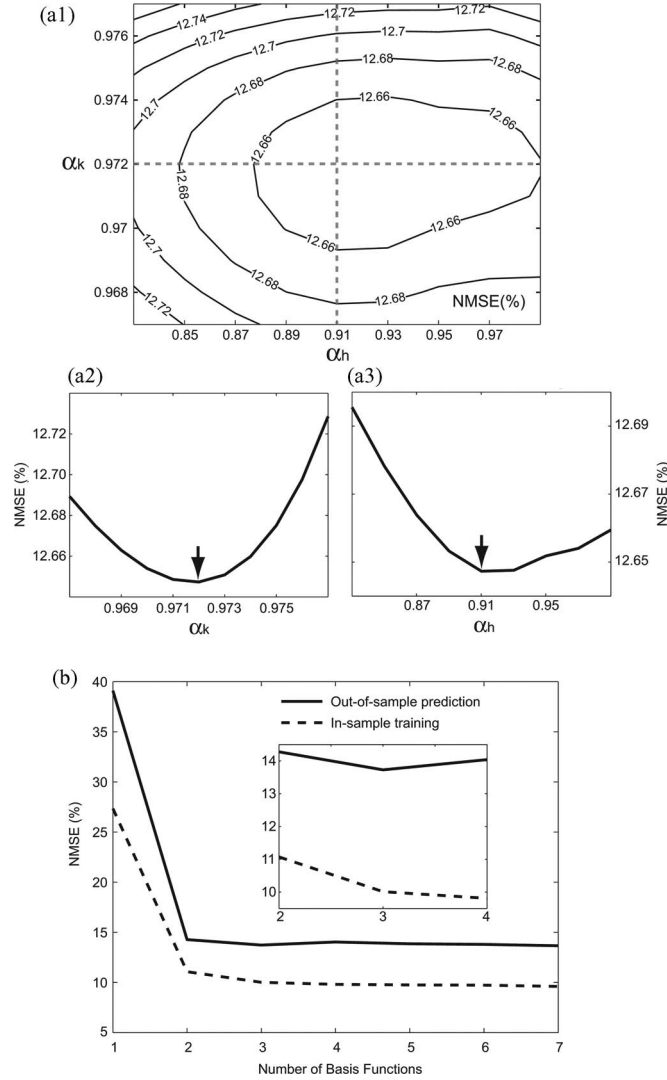 (a1)
0.976
0.974
0.972
0.97
0.968
αk
12.74
12.72
12.72
12.7
12.7
12.68
12.68
12.66
12.66
12.66
12.68
12.66
12.66
12.7
12.68
12.68
12.72
NMSE(%)
0.85 0.87 0.89 0.91 0.93 0.95 0.97
αh
(a2)
NMSE (%)
12.72
12.70
12.68
12.66
0.969 0.971 0.973 0.975
αk
(a3)
12.69
12.67
12.65
NMSE (%)
0.87 0.91 0.95
αh
(b)
NMSE (%)
40
35
30
25
20
15
10
5
Out-of-sample prediction
In-sample training
14
13
12
11
10
2 3 4
1 2 3 4 5 6 7
Number of Basis Functions